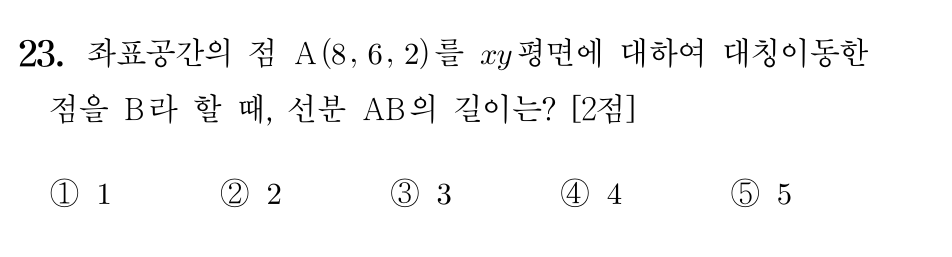 23. 좌표공간의 점 A(8, 6, 2)를 xy평면에 대하여 대칭이동한
점을 B라 할 때, 선분 AB의 길이는? [2점]
① 1 ② 2 ③ 3 ④ 4 ⑤ 5